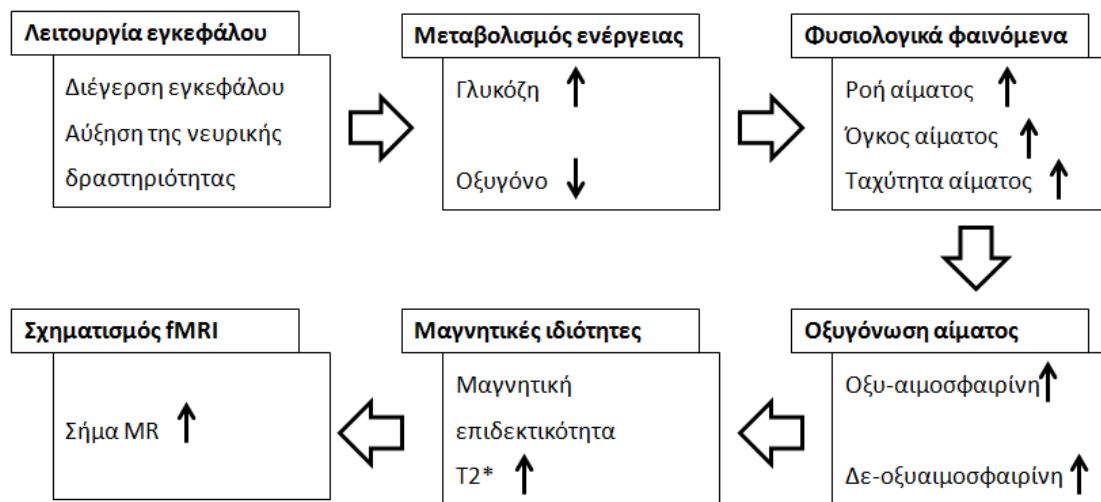 Λειτουργία εγκεφάλου
Διέγερση εγκεφάλου
Αύξηση της νευρικής
δραστηριότητας
Μεταβολισμός ενέργειας
Γλυκόζη
Οξυγόνο
Φυσιολογικά φαινόμενα
Ροή αίματος
Όγκος αίματος
Ταχύτητα αίματος
Οξυγόνωση αίματος
Οξυ-αιμοσφαιρίνη
Δε-οξυαιμοσφαιρίνη
Μαγνητικές ιδιότητες
Μαγνητική
επιδεκτικότητα
T2*
Σχηματισμός fMRI
Σήμα MR